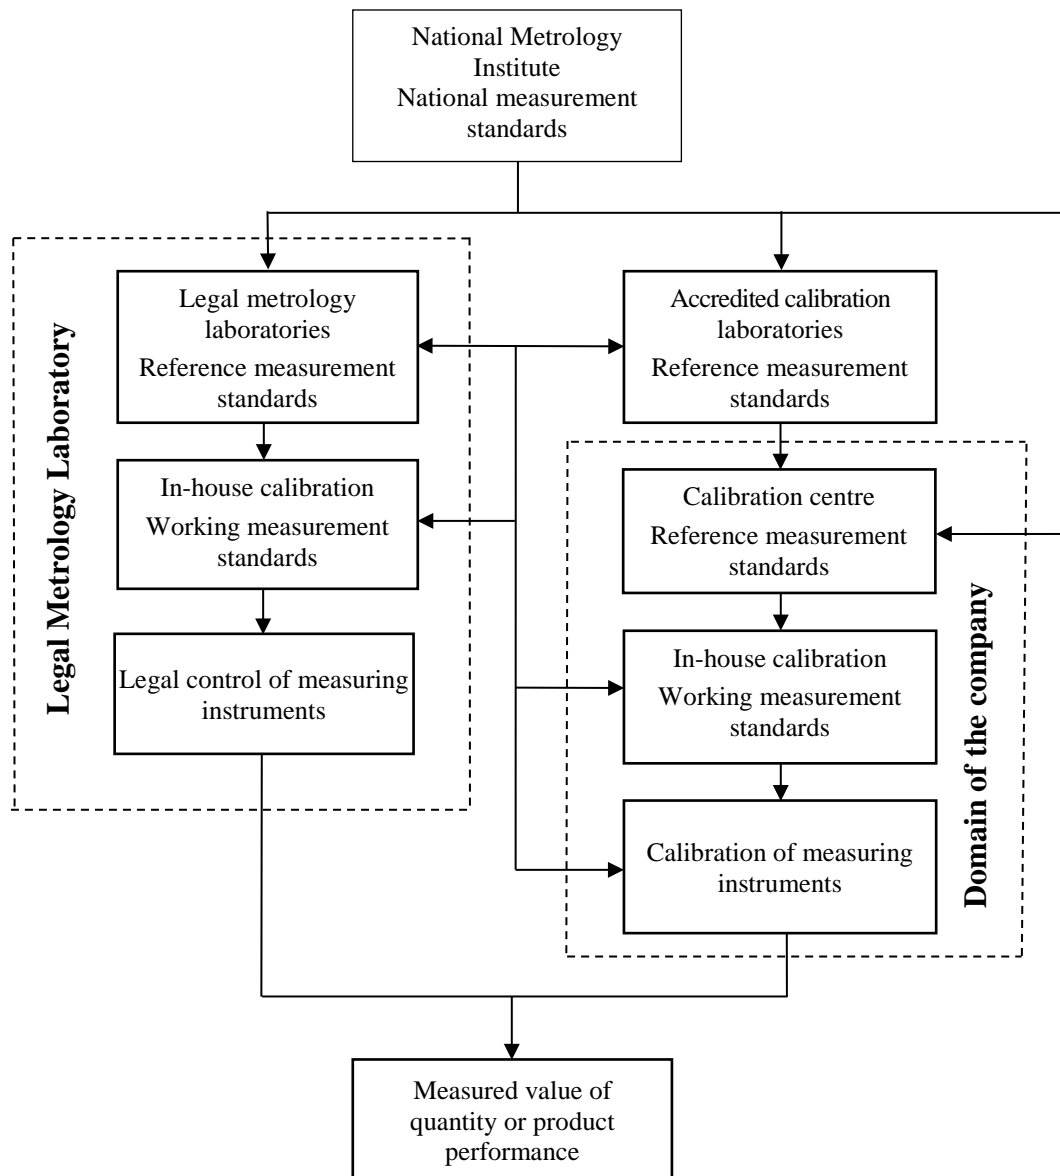 National Metrology
Institute
National measurement
standards
Legal Metrology Laboratory
Legal metrology
laboratories
Reference measurement
standards
Accredited calibration
laboratories
Reference measurement
standards
In-house calibration
Working measurement
standards
Calibration centre
Reference measurement
standards
Legal control of measuring
instruments
In-house calibration
Working measurement
standards
Domain of the company
Calibration of measuring
instruments
Measured value of
quantity or product
performance